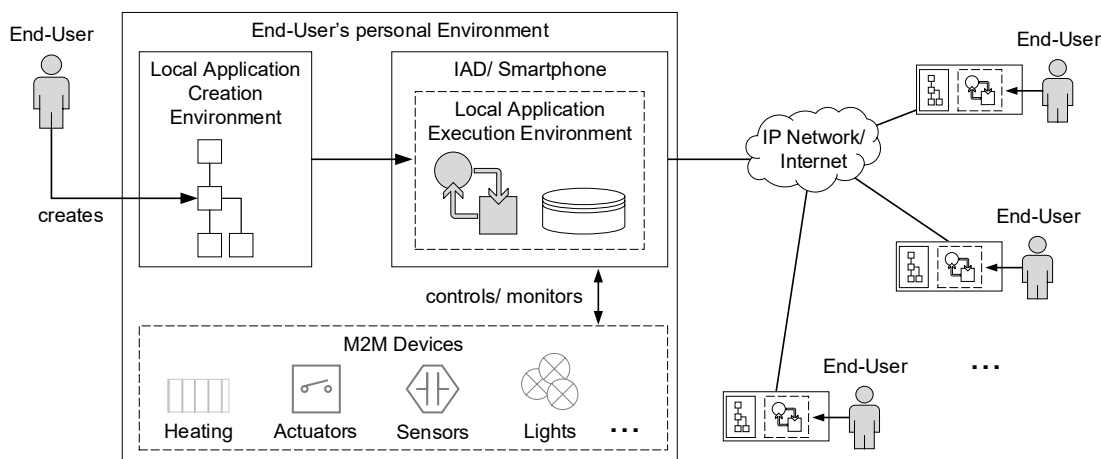 End-User
creates
End-User's personal Environment
Local Application
Creation
Environment
IAD/ Smartphone
Local Application
Execution Environment
controls/ monitors
M2M Devices
Heating
Actuators
Sensors
Lights
...
IP Network/
Internet
End-User
End-User
End-User
...